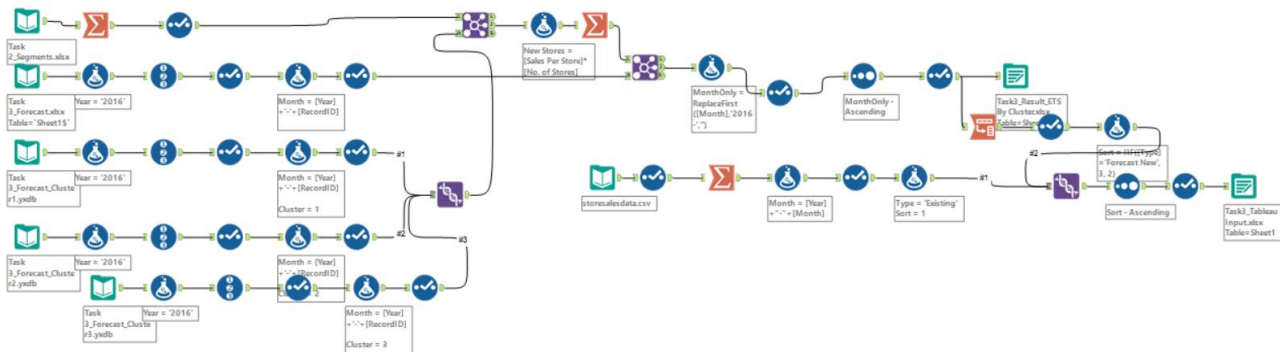 Task
2_Segments.xlsx
New Stores =
[Sales Per Store]*
[No. of Stores]
Task
3_Forecast.xlsx
Table=`Sheet1$`
Year = '2016'
Month = [Year]
+'-'+[RecordID]
MonthOnly =
ReplaceFirst
([Month],'2016
-','')
MonthOnly -
Ascending
Task3_Result_ETS
By Cluster.xlsx
Table=Shee
Task
3_Forecast_Cluste
r1.yxdb
Year = '2016'
Month = [Year]
+'-'+[RecordID]
Cluster = 1
#1
#2
Sort = IIF([Type]
='Forecast New',
3, 2)
storesalesdata.csv
Month = [Year]
+"-"+[Month]
Type = 'Existing'
Sort = 1
#1
Sort - Ascending
Task3_Tableau
Input.xlsx
Table=Sheet1
Task
3_Forecast_Cluste
r2.yxdb
Year = '2016'
Month = [Year]
+'-'+[RecordID]
Cluster = 2
#2
#3
Task
3_Forecast_Cluste
r3.yxdb
Year = '2016'
Month = [Year]
+'-'+[RecordID]
Cluster = 3